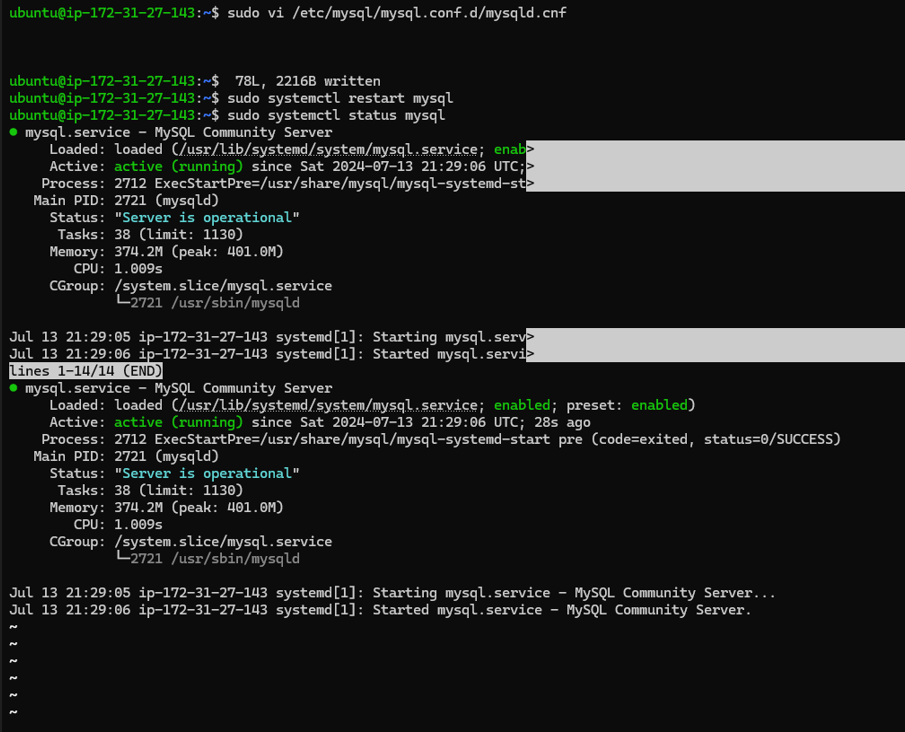 ubuntu@ip-172-31-27-143:~$ sudo vi /etc/mysql/mysql.conf.d/mysqld.cnf
ubuntu@ip-172-31-27-143:~$  78L, 2216B written
ubuntu@ip-172-31-27-143:~$ sudo systemctl restart mysql
ubuntu@ip-172-31-27-143:~$ sudo systemctl status mysql
● mysql.service - MySQL Community Server
     Loaded: loaded (/usr/lib/systemd/system/mysql.service; enab>
     Active: active (running) since Sat 2024-07-13 21:29:06 UTC;>
    Process: 2712 ExecStartPre=/usr/share/mysql/mysql-systemd-st>
   Main PID: 2721 (mysqld)
     Status: "Server is operational"
      Tasks: 38 (limit: 1130)
     Memory: 374.2M (peak: 401.0M)
        CPU: 1.009s
     CGroup: /system.slice/mysql.service
             └─2721 /usr/sbin/mysqld
Jul 13 21:29:05 ip-172-31-27-143 systemd[1]: Starting mysql.serv>
Jul 13 21:29:06 ip-172-31-27-143 systemd[1]: Started mysql.servi>
lines 1-14/14 (END)
● mysql.service - MySQL Community Server
     Loaded: loaded (/usr/lib/systemd/system/mysql.service; enabled; preset: enabled)
     Active: active (running) since Sat 2024-07-13 21:29:06 UTC; 28s ago
    Process: 2712 ExecStartPre=/usr/share/mysql/mysql-systemd-start pre (code=exited, status=0/SUCCESS)
   Main PID: 2721 (mysqld)
     Status: "Server is operational"
      Tasks: 38 (limit: 1130)
     Memory: 374.2M (peak: 401.0M)
        CPU: 1.009s
     CGroup: /system.slice/mysql.service
             └─2721 /usr/sbin/mysqld
Jul 13 21:29:05 ip-172-31-27-143 systemd[1]: Starting mysql.service - MySQL Community Server...
Jul 13 21:29:06 ip-172-31-27-143 systemd[1]: Started mysql.service - MySQL Community Server.
~
~
~
~
~
~